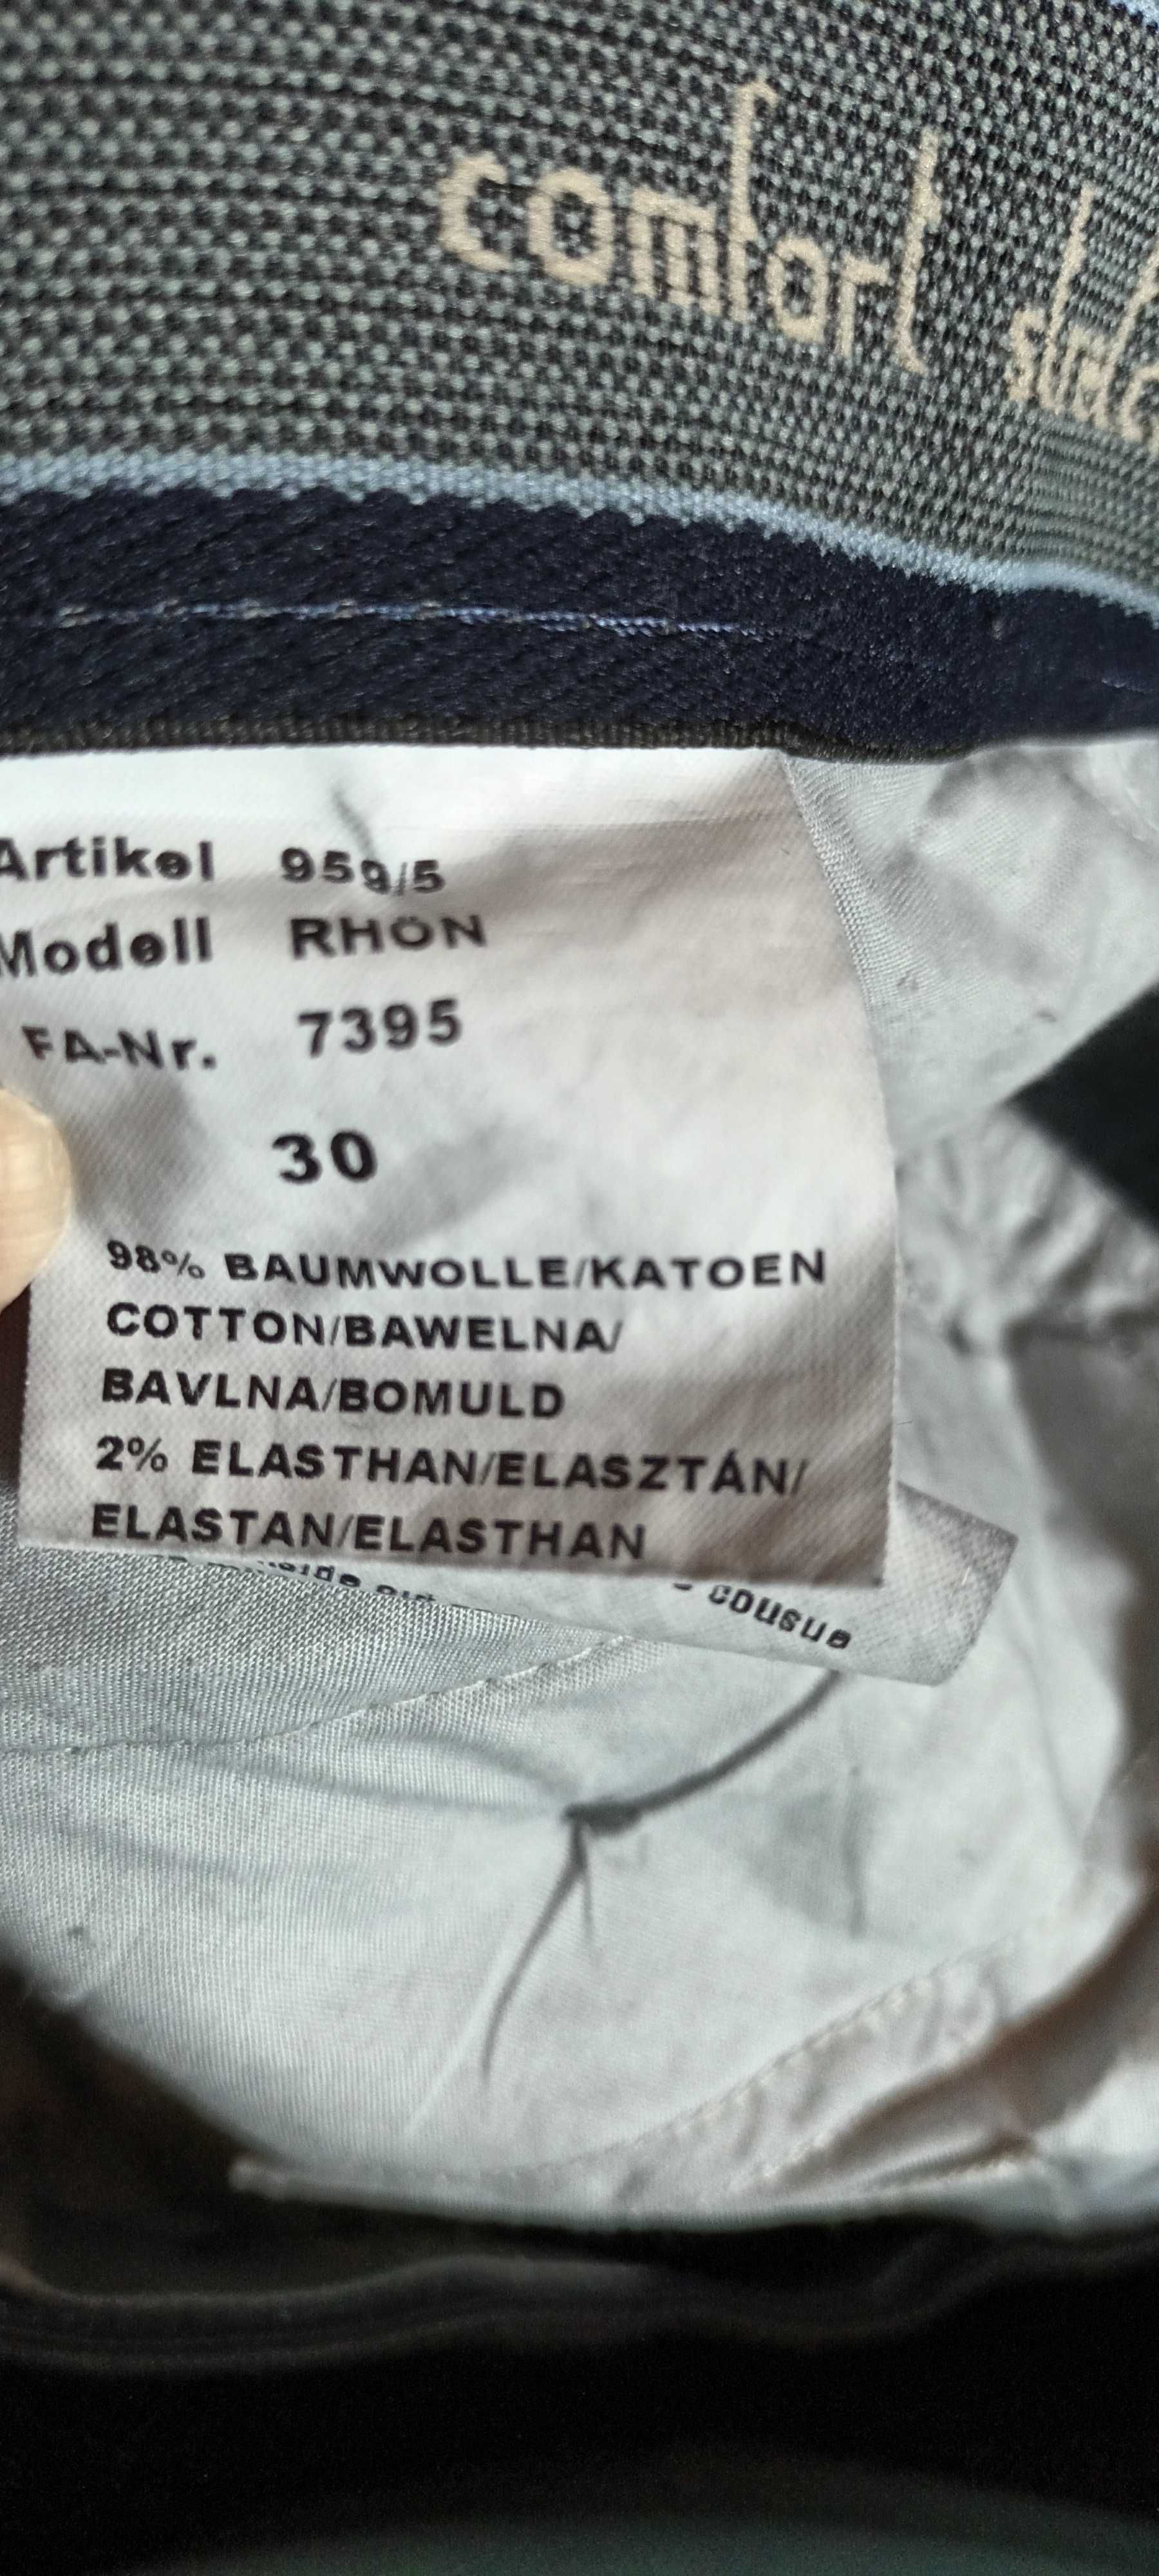 comfort
Artikel 959/5
Modell RHÖN
FA-Nr. 7395
30
98% BAUMWOLLE/KATOEN
COTTON/BAWELNA/
BAVLNA/BOMULD
2% ELASTHAN/ELASZTÁN/
ELASTAN/ELASTHAN
cousue